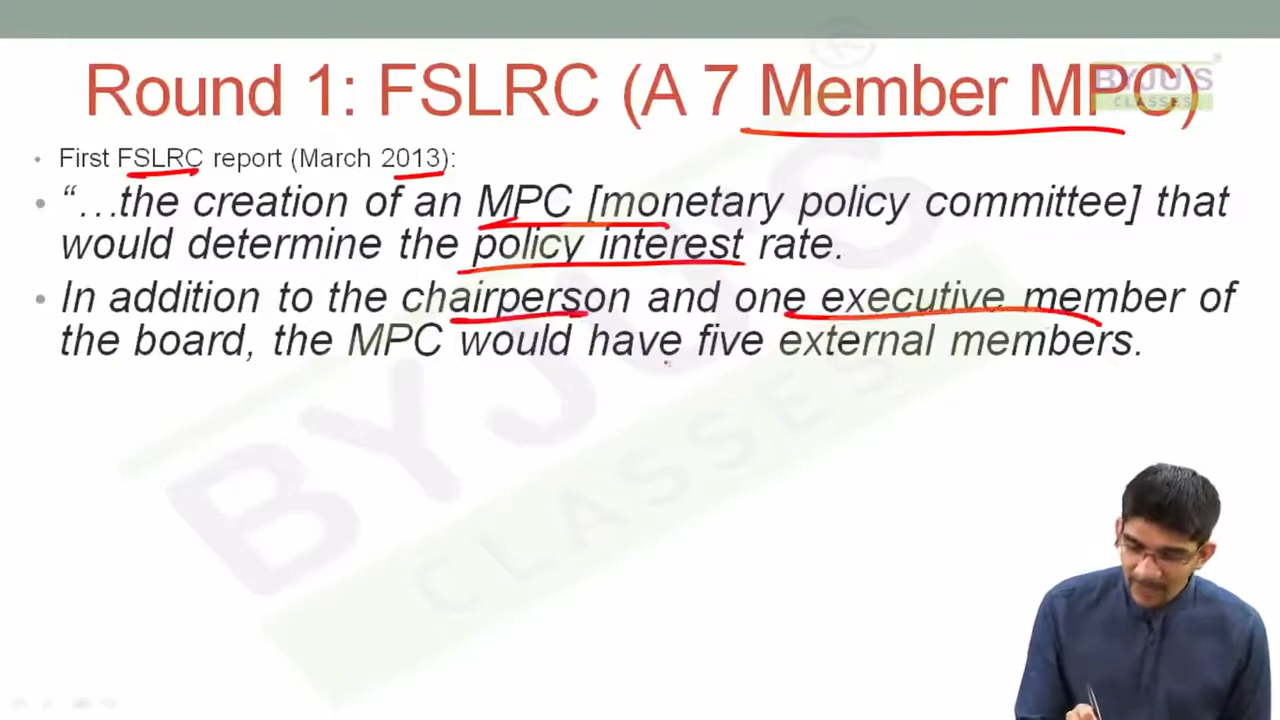 Round 1: FSLRC (A 7 Member MPC)
BYJU'S
CLASSES
• First FSLRC report (March 2013):
• “…the creation of an MPC [monetary policy committee] that
would determine the policy interest rate.
• In addition to the chairperson and one executive member of
the board, the MPC would have five external members.
BYJU'S
CLASSES